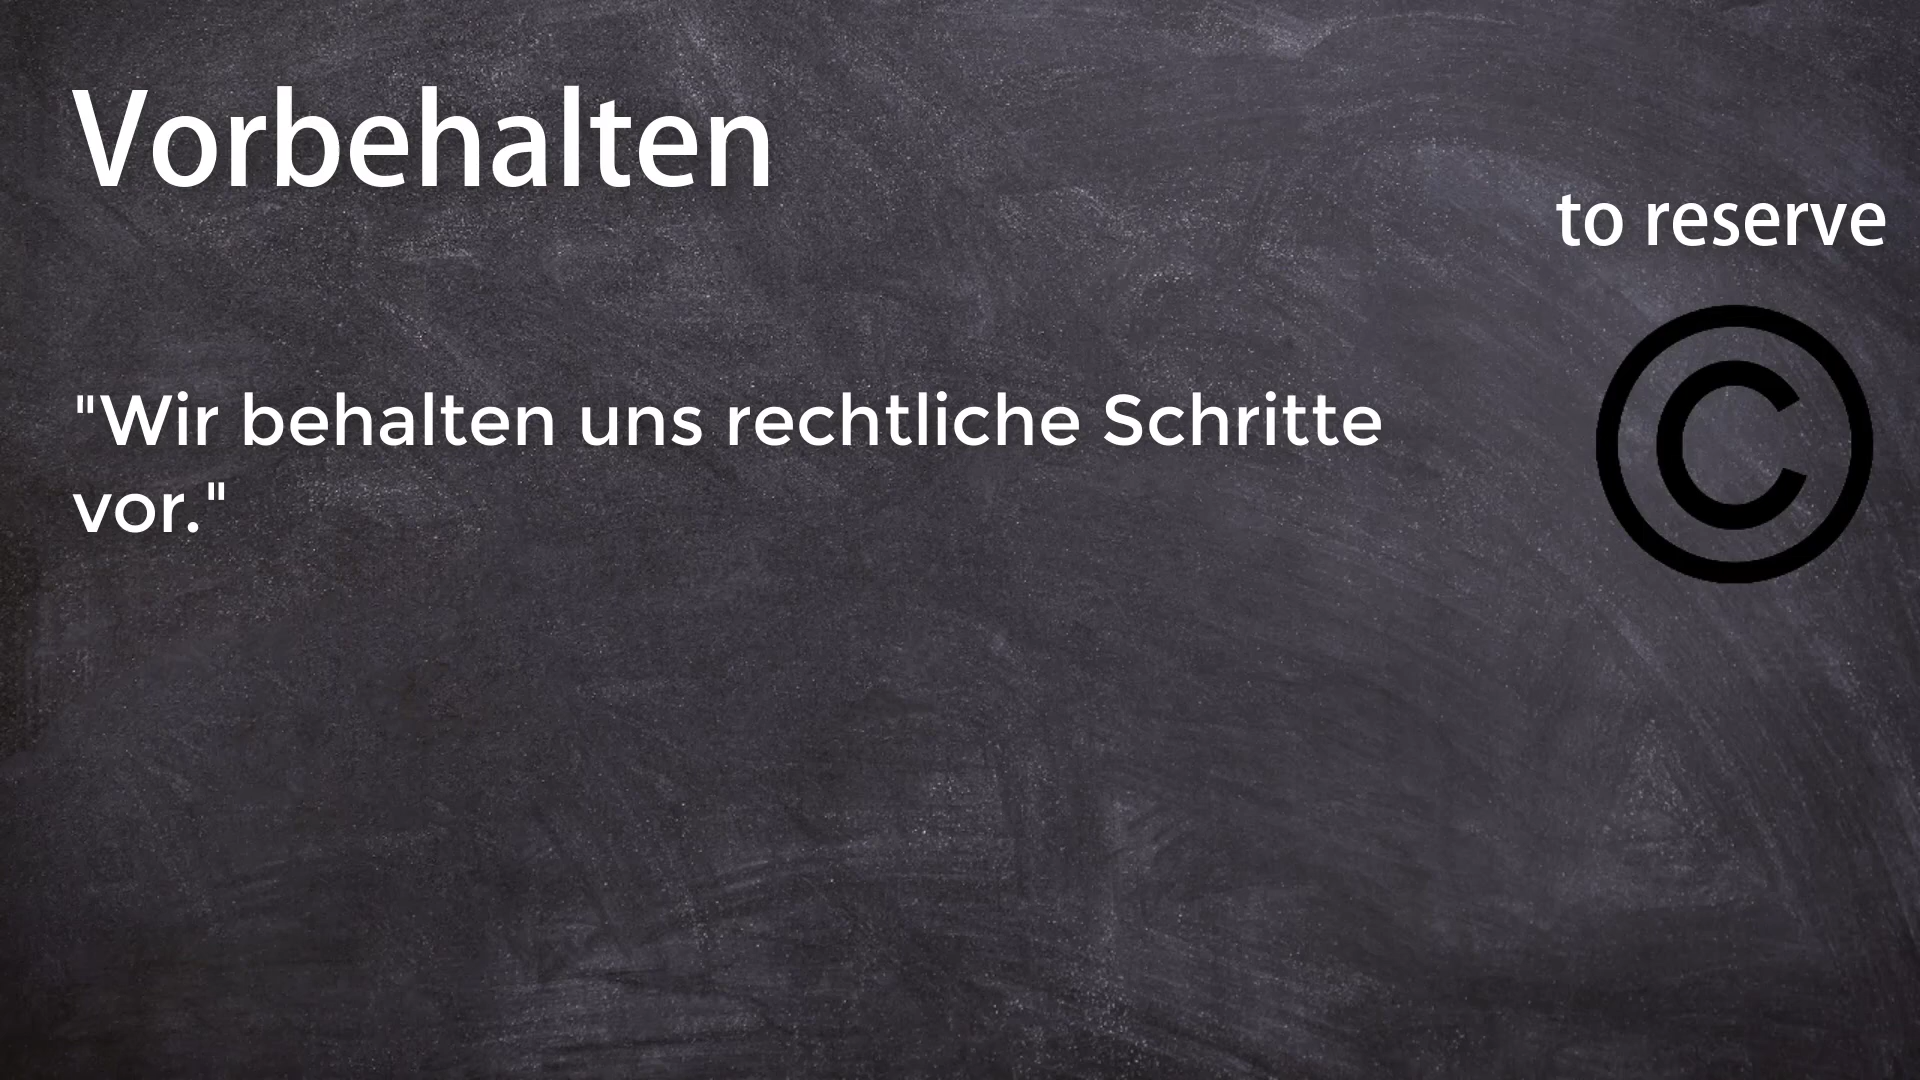 Vorbehalten
to reserve
"Wir behalten uns rechtliche Schritte
vor."
©